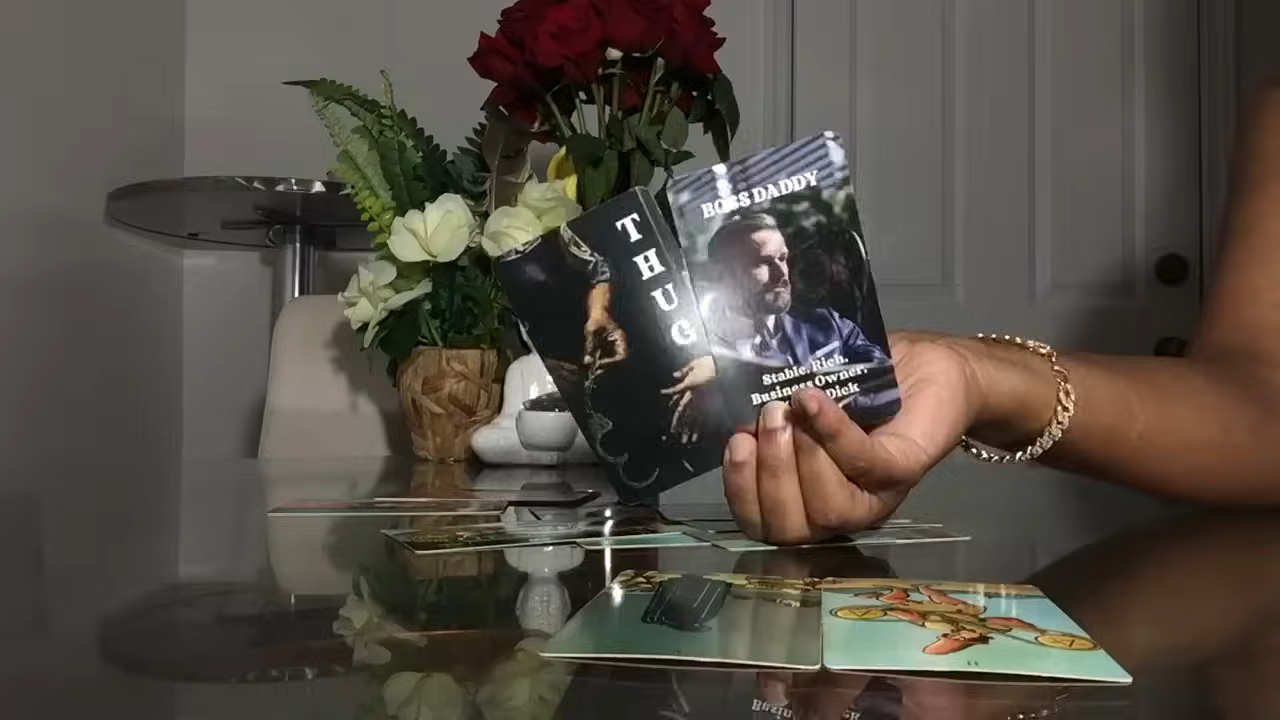 THUG
BOSS DADDY
Stable, Rich,
Business Owner,
Dick